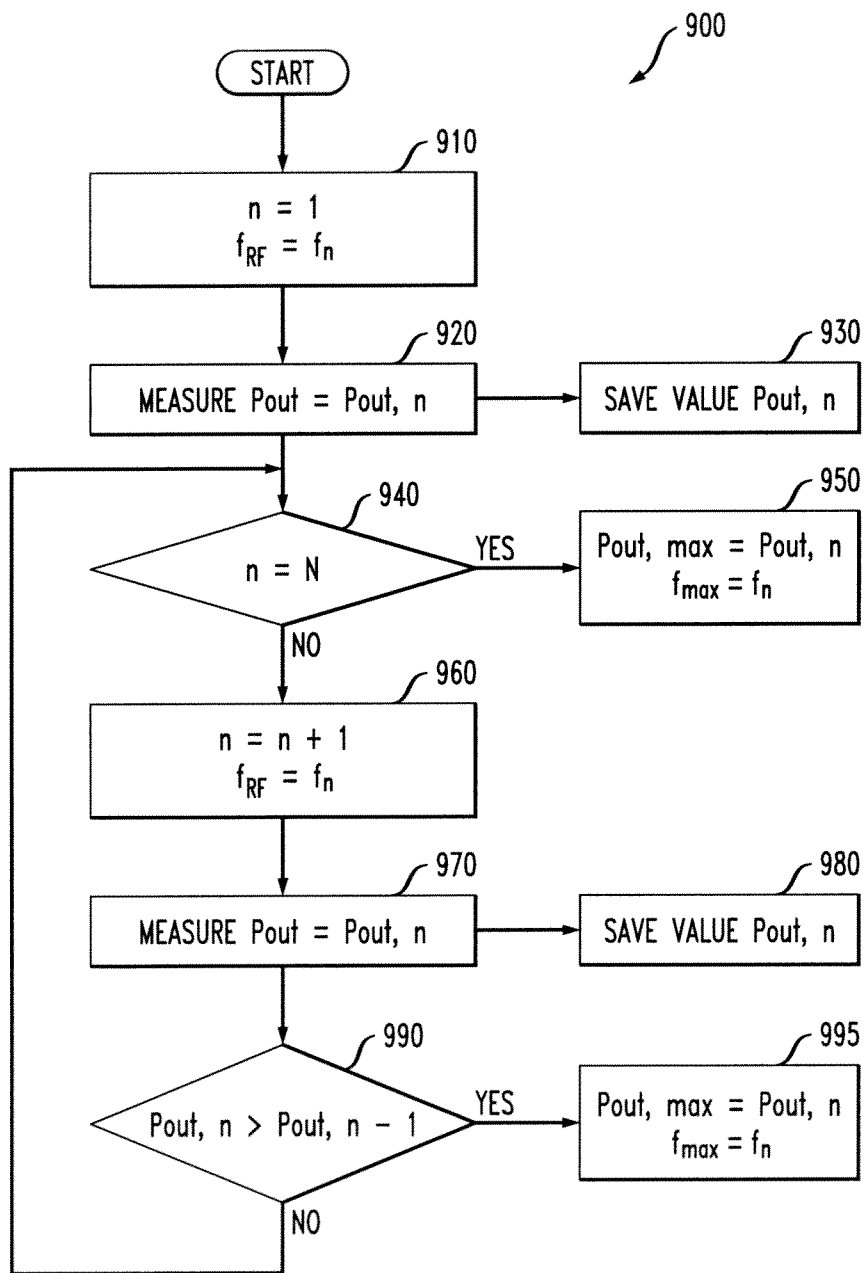 900
START
910
n = 1
f_RF = f_n
920
MEASURE Pout = Pout, n
930
SAVE VALUE Pout, n
940
n = N
YES
NO
950
Pout, max = Pout, n
f_max = f_n
960
n = n + 1
f_RF = f_n
970
MEASURE Pout = Pout, n
980
SAVE VALUE Pout, n
990
Pout, n > Pout, n - 1
YES
NO
995
Pout, max = Pout, n
f_max = f_n